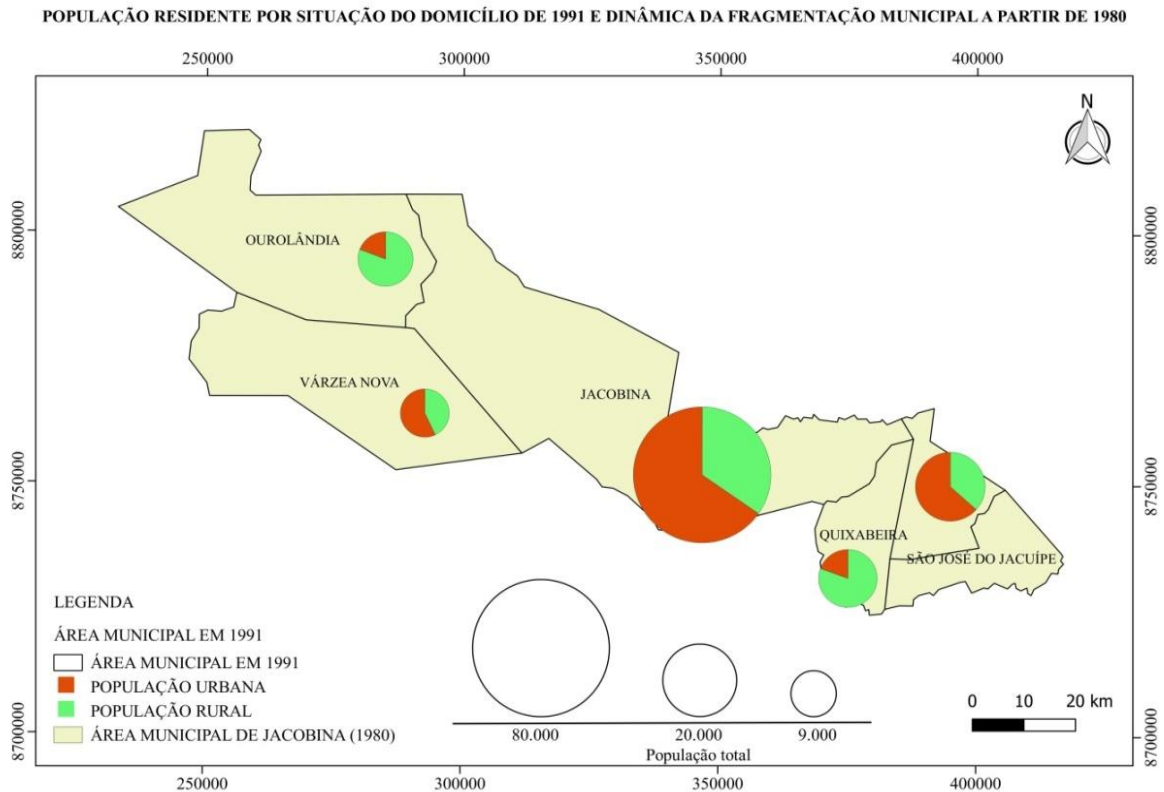 POPULAÇÃO RESIDENTE POR SITUAÇÃO DO DOMICÍLIO DE 1991 E DINÂMICA DA FRAGMENTAÇÃO MUNICIPAL A PARTIR DE 1980
250000 300000 350000 400000
N
8800000 8800000
OUROLÂNDIA
VÁRZEA NOVA
JACOBINA
8750000 8750000
QUIXABEIRA
SÃO JOSÉ DO JACUÍPE
LEGENDA
ÁREA MUNICIPAL EM 1991
ÁREA MUNICIPAL EM 1991
POPULAÇÃO URBANA
POPULAÇÃO RURAL
ÁREA MUNICIPAL DE JACOBINA (1980)
80.000 20.000 9.000
População total
0 10 20 km
8700000 8700000
250000 300000 350000 400000